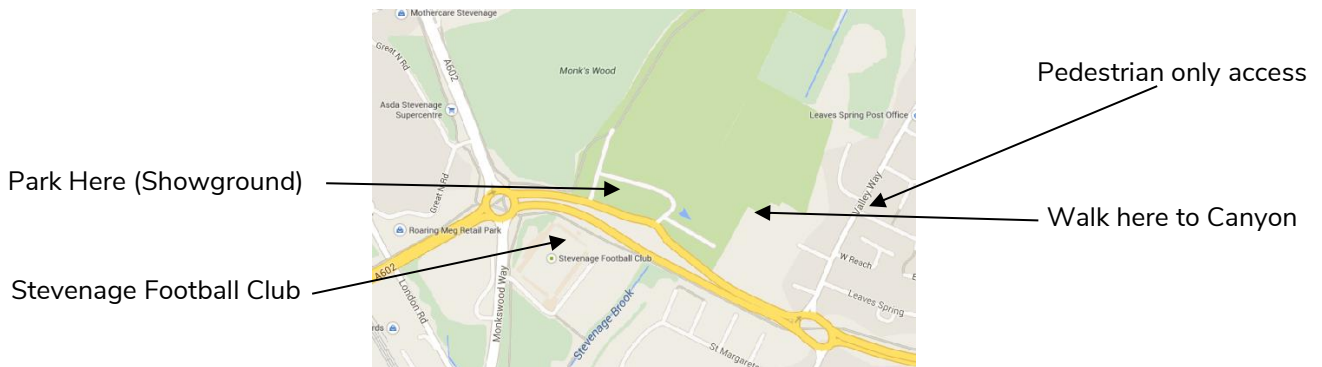 Mothercare Stevenage
Great N Rd
A602
Monk's Wood
Pedestrian only access
Asda Stevenage
Supercentre
Leaves Spring Post Office
Park Here (Showground)
Great N Rd
Valley Way
Walk here to Canyon
Roaring Meg Retail Park
Stevenage Football Club
W Reach
A602
Stevenage Football Club
London Rd
Monkswood Way
Leaves Spring
Stevenage Brook
rds
St Margarets